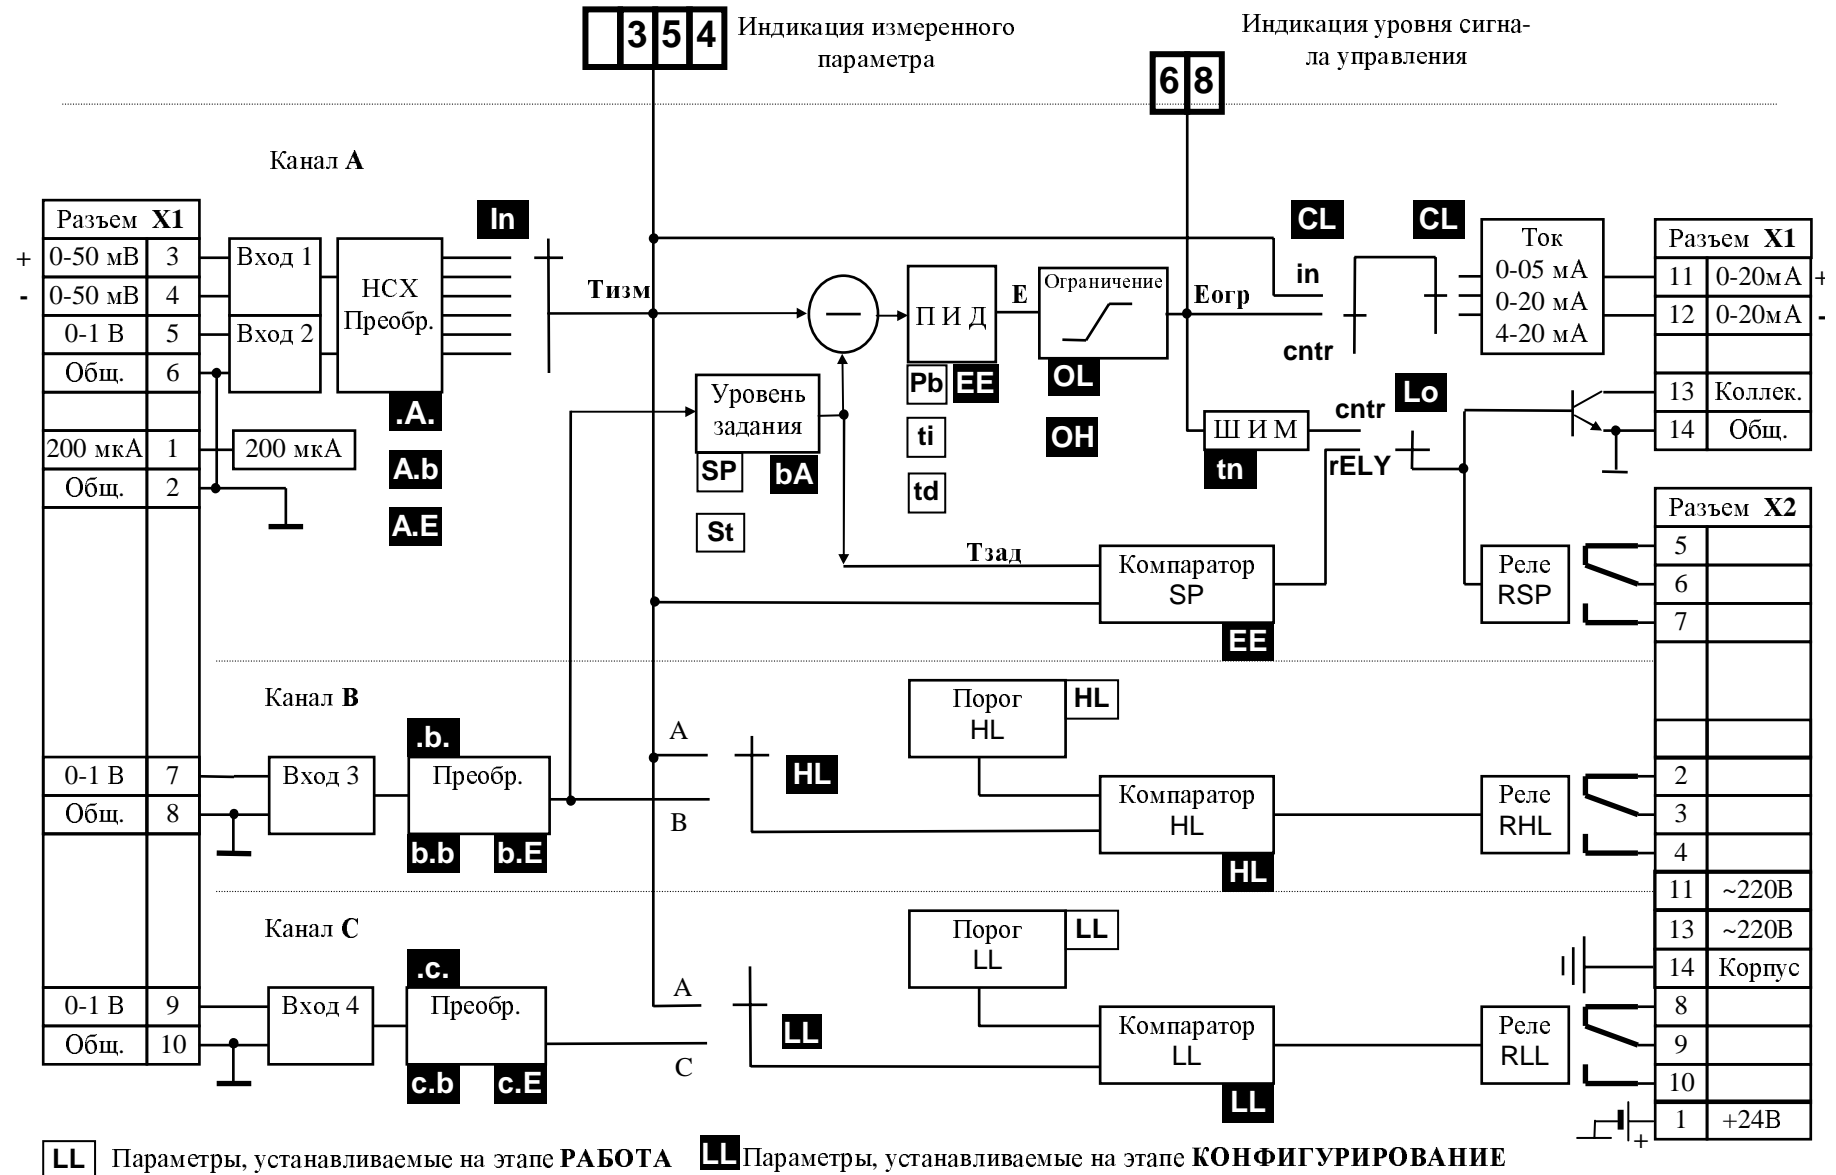 354
Индикация измеренного
параметра
Индикация уровня сигна-
ла управления
68
Канал A
Разъем X1
+ 0-50 мВ 3
- 0-50 мВ 4
0-1 В 5
Общ. 6
200 мкА 1
Общ. 2
Вход 1
Вход 2
200 мкА
НСХ
Преобр.
.A.
A.b
A.E
In
Тизм
Уровень
задания
SP
bA
St
П И Д
Pb
EE
ti
td
E
Ограничение
OL
OH
Eогр
CL
CL
in
cntr
Ток
0-05 мА
0-20 мА
4-20 мА
Разъем X1
11 0-20мА +
12 0-20мА -
13 Коллек.
14 Общ.
Lo
cntr
Ш И М
rELY
tn
Тзад
Компаратор
SP
EE
Реле
RSP
Разъем X2
5
6
7
Канал B
0-1 В 7
Общ. 8
Вход 3
.b.
Преобр.
b.b
b.E
A
B
HL
Порог
HL
HL
Компаратор
HL
HL
Реле
RHL
2
3
4
11 ~220В
13 ~220В
14 Корпус
Канал C
0-1 В 9
Общ. 10
Вход 4
.c.
Преобр.
c.b
c.E
A
C
LL
Порог
LL
LL
Компаратор
LL
LL
Реле
RLL
8
9
10
1 +24В
+
LL Параметры, устанавливаемые на этапе РАБОТА
LL Параметры, устанавливаемые на этапе КОНФИГУРИРОВАНИЕ